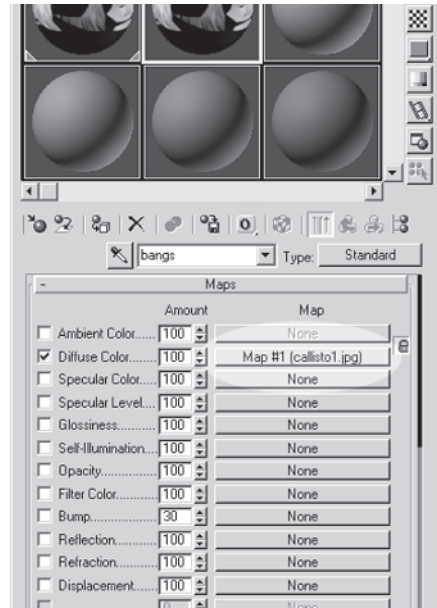 bangs Type: Standard
- Maps
Amount Map
Ambient Color...... 100 None
Diffuse Color....... 100 Map #1 (callisto1.jpg)
Specular Color..... 100 None
Specular Level.... 100 None
Glossiness........... 100 None
Self-Illumination.... 100 None
Opacity................ 100 None
Filter Color........... 100 None
Bump................... 30 None
Reflection............ 100 None
Refraction............ 100 None
Displacement...... 100 None
0 None